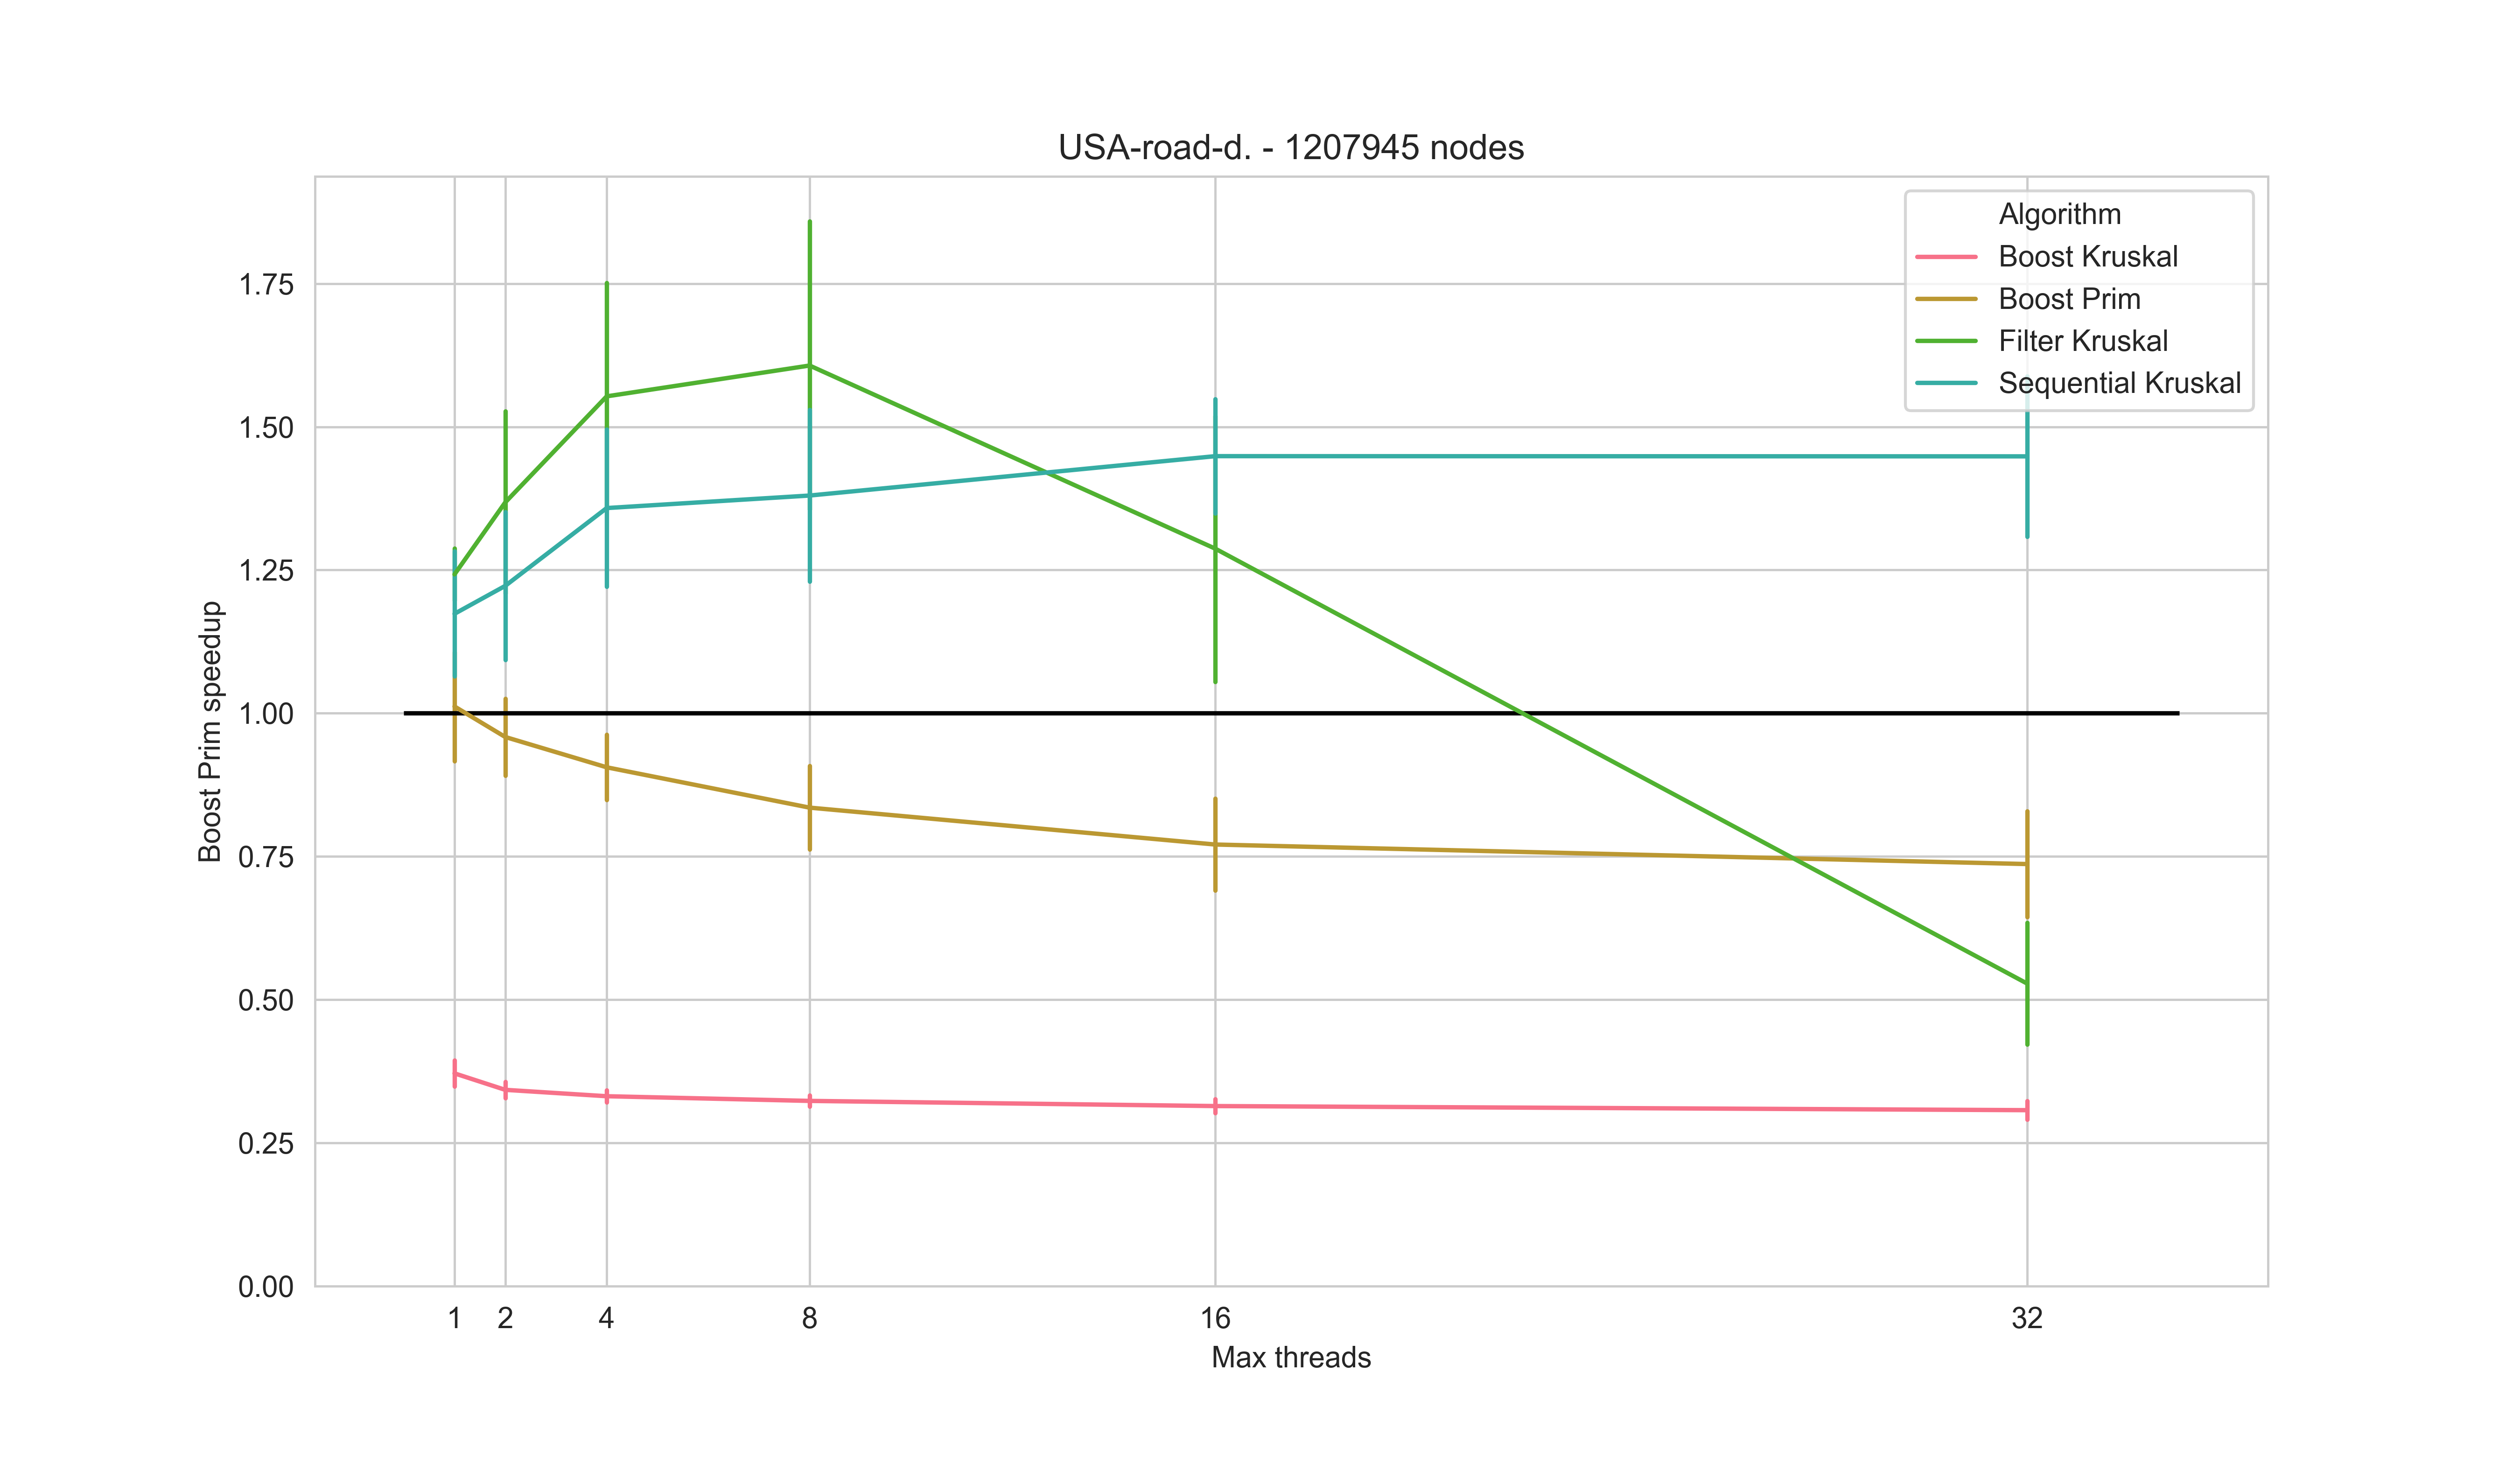 USA-road-d. - 1207945 nodes
Algorithm
Boost Kruskal
Boost Prim
Filter Kruskal
Sequential Kruskal
Boost Prim speedup
1.75
1.50
1.25
1.00
0.75
0.50
0.25
0.00
1 2 4 8 16 32
Max threads